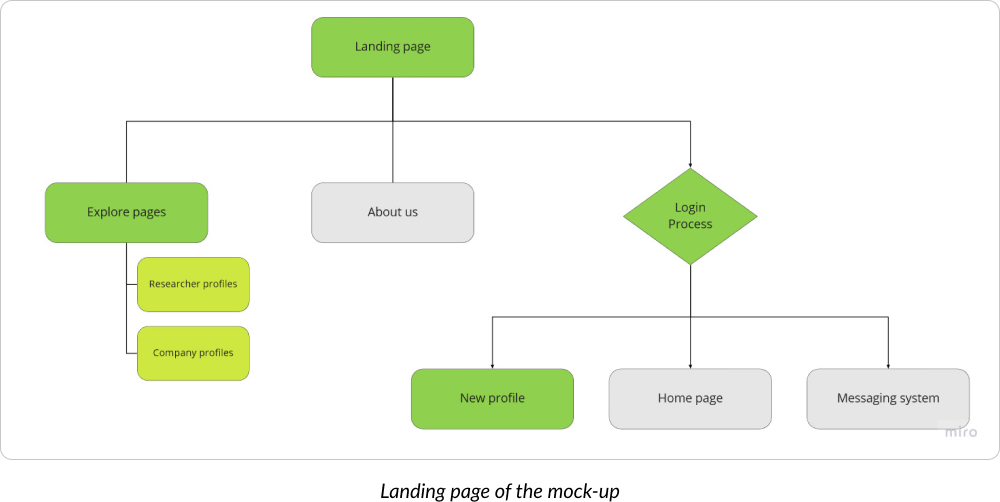 Landing page
Explore pages
About us
Login
Process
Researcher profiles
Company profiles
New profile
Home page
Messaging system
miro
Landing page of the mock-up